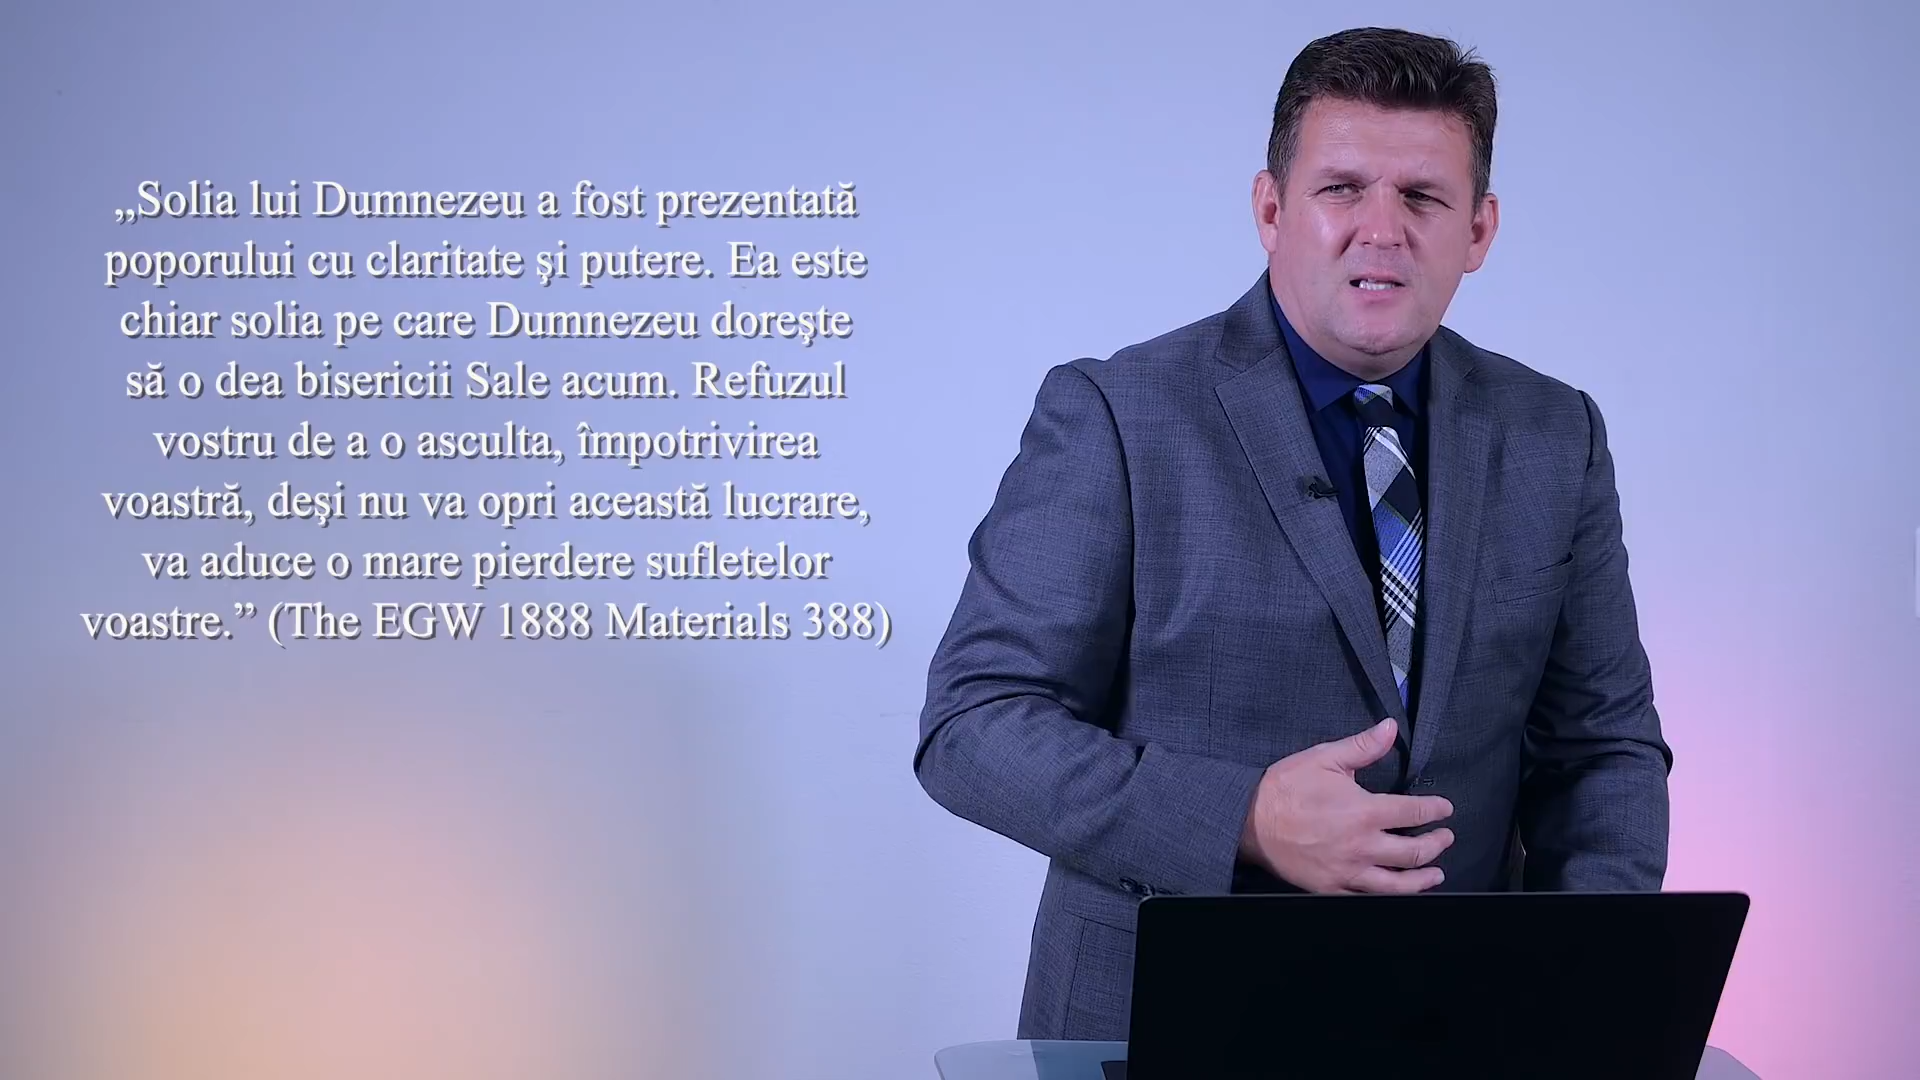 „Solia lui Dumnezeu a fost prezentată
poporului cu claritate şi putere. Ea este
chiar solia pe care Dumnezeu doreşte
să o dea bisericii Sale acum. Refuzul
vostru de a o asculta, împotrivirea
voastră, deşi nu va opri această lucrare,
va aduce o mare pierdere sufletelor
voastre.” (The EGW 1888 Materials 388)